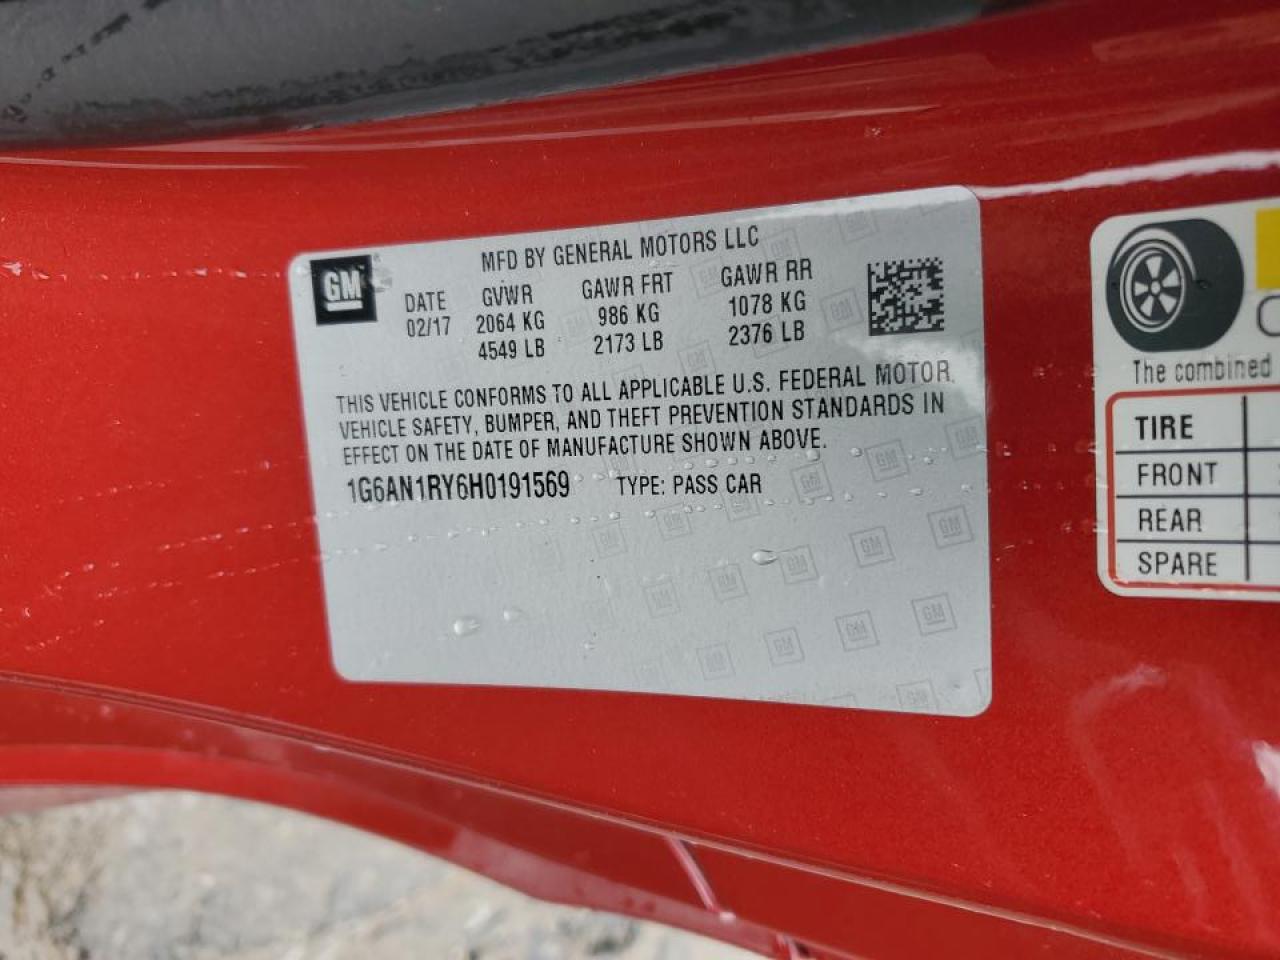 GM
MFD BY GENERAL MOTORS LLC
DATE GVWR GAWR FRT GAWR RR
02/17 2064 KG 986 KG 1078 KG
4549 LB 2173 LB 2376 LB
THIS VEHICLE CONFORMS TO ALL APPLICABLE U.S. FEDERAL MOTOR
VEHICLE SAFETY, BUMPER, AND THEFT PREVENTION STANDARDS IN
EFFECT ON THE DATE OF MANUFACTURE SHOWN ABOVE.
1G6AN1RY6H0191569 TYPE: PASS CAR
The combined
TIRE
FRONT
REAR
SPARE